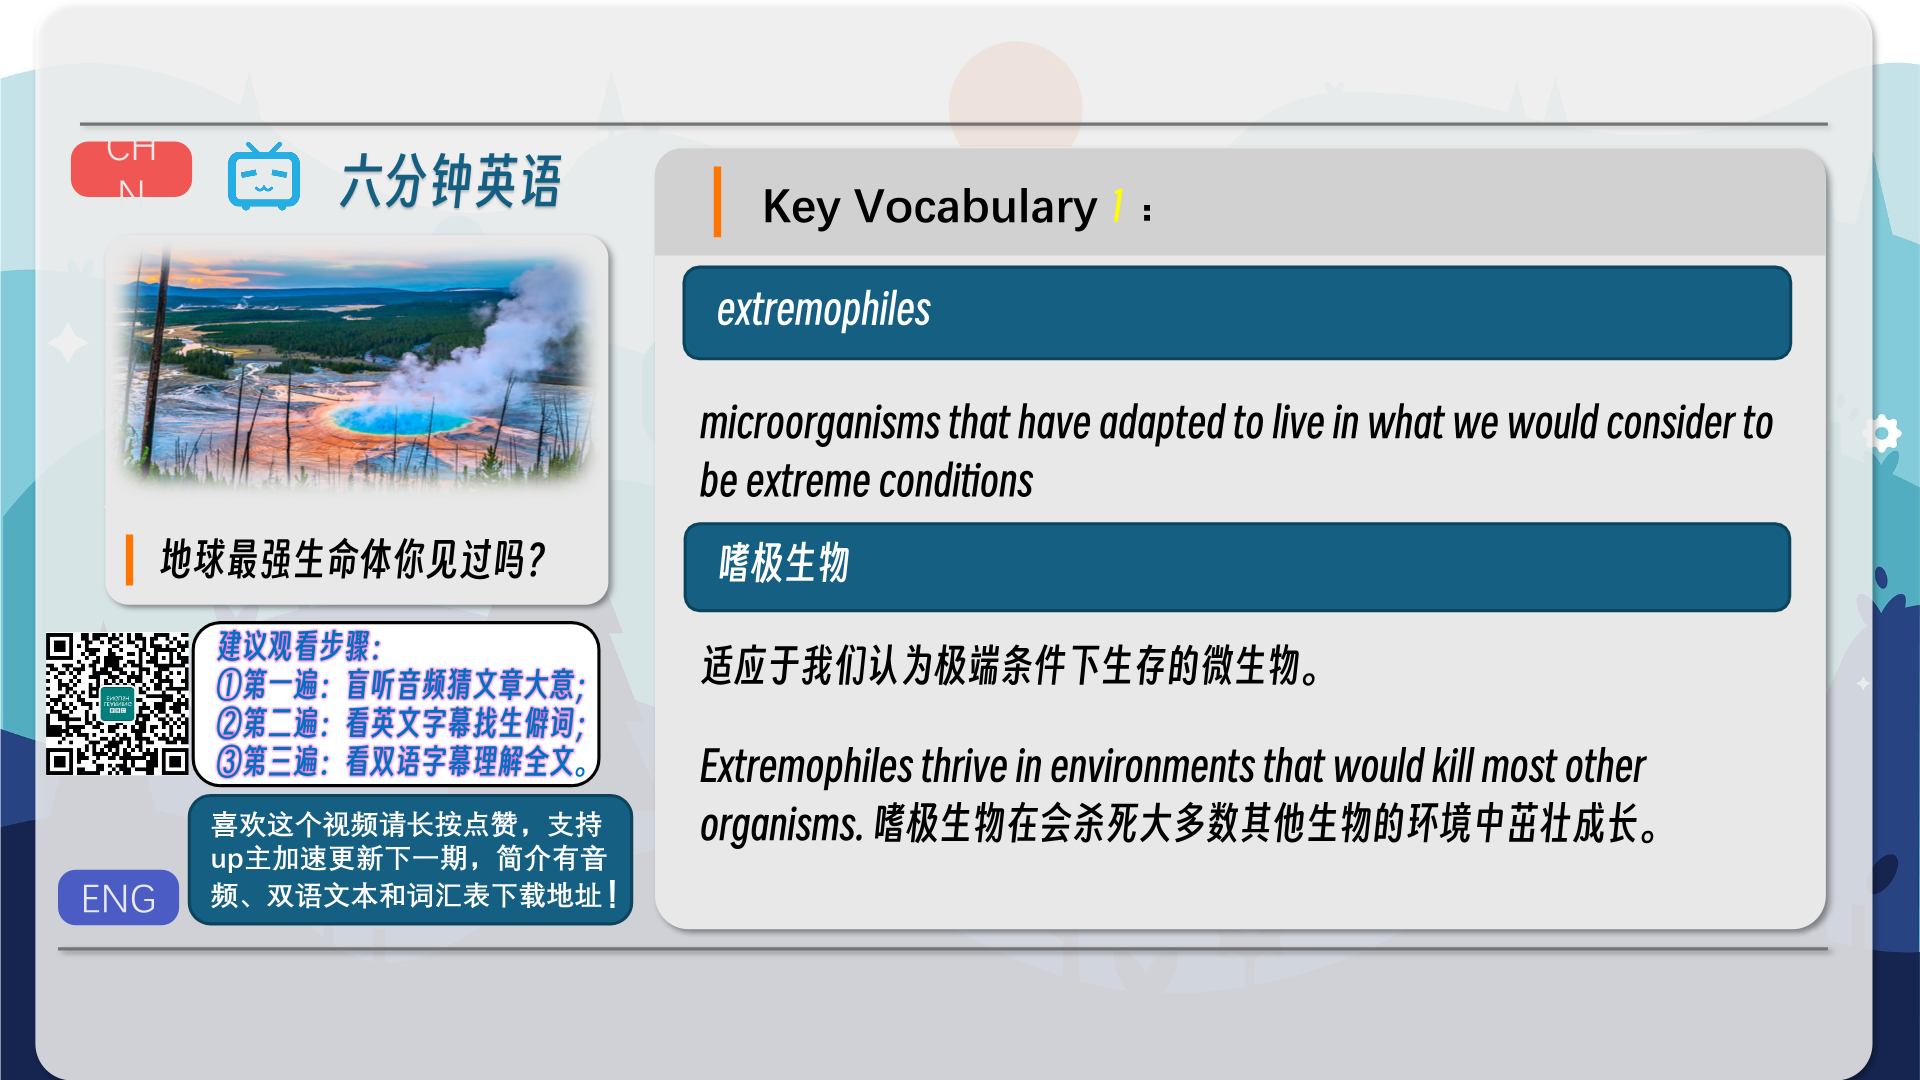 CH
N
六分钟英语
地球最强生命体你见过吗?
建议观看步骤:
①第一遍: 盲听音频猜文章大意;
②第二遍: 看英文字幕找生僻词;
③第三遍: 看双语字幕理解全文。
喜欢这个视频请长按点赞，支持
up主加速更新下一期，简介有音
频、双语文本和词汇表下载地址!
ENG
Key Vocabulary 1 :
extremophiles
microorganisms that have adapted to live in what we would consider to
be extreme conditions
嗜极生物
适应于我们认为极端条件下生存的微生物。
Extremophiles thrive in environments that would kill most other
organisms. 嗜极生物在会杀死大多数其他生物的环境中茁壮成长。